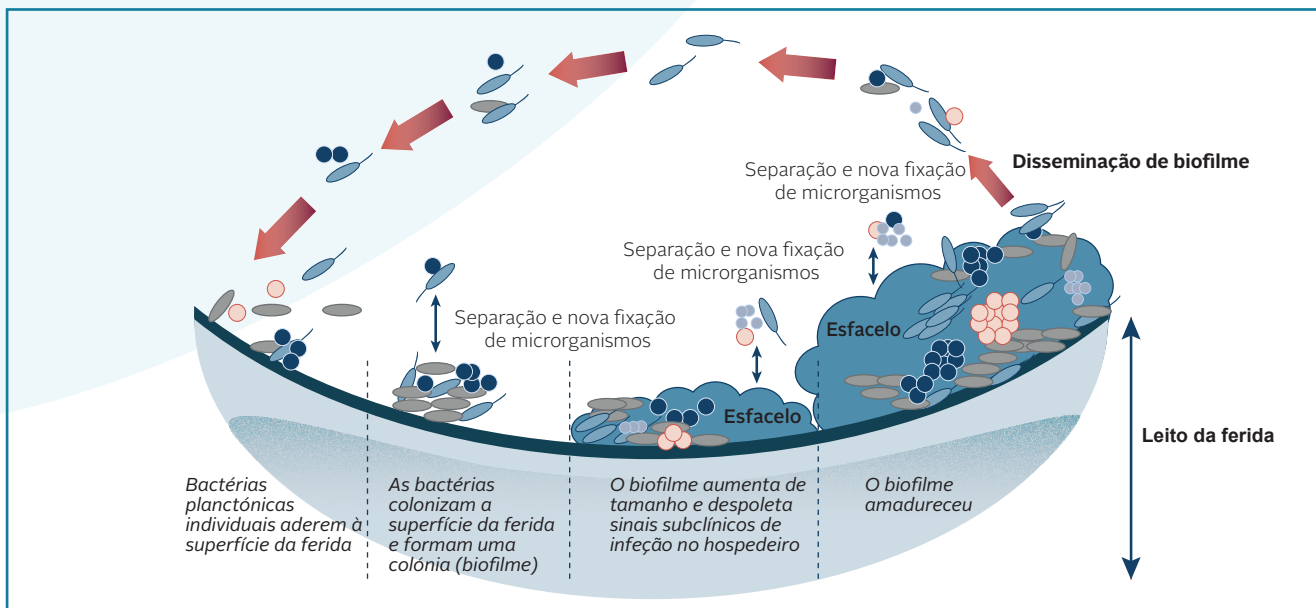 Disseminação de biofilme
Separação e nova fixação
de microrganismos
Separação e nova fixação
de microrganismos
Separação e nova fixação
de microrganismos
Esfacelo
Esfacelo
Leito da ferida
Bactérias
planctónicas
individuais aderem à
superfície da ferida
As bactérias
colonizam a
superfície da ferida
e formam uma
colónia (biofilme)
O biofilme aumenta de
tamanho e despoleta
sinais subclínicos de
infeção no hospedeiro
O biofilme
amadureceu